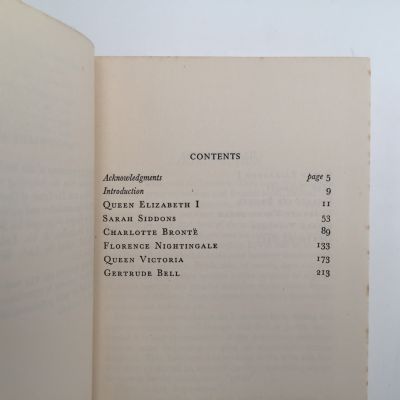 CONTENTS
Acknowledgments page 5
Introduction 9
QUEEN ELIZABETH I 11
SARAH SIDDONS 53
CHARLOTTE BRONTË 89
FLORENCE NIGHTINGALE 133
QUEEN VICTORIA 173
GERTRUDE BELL 213